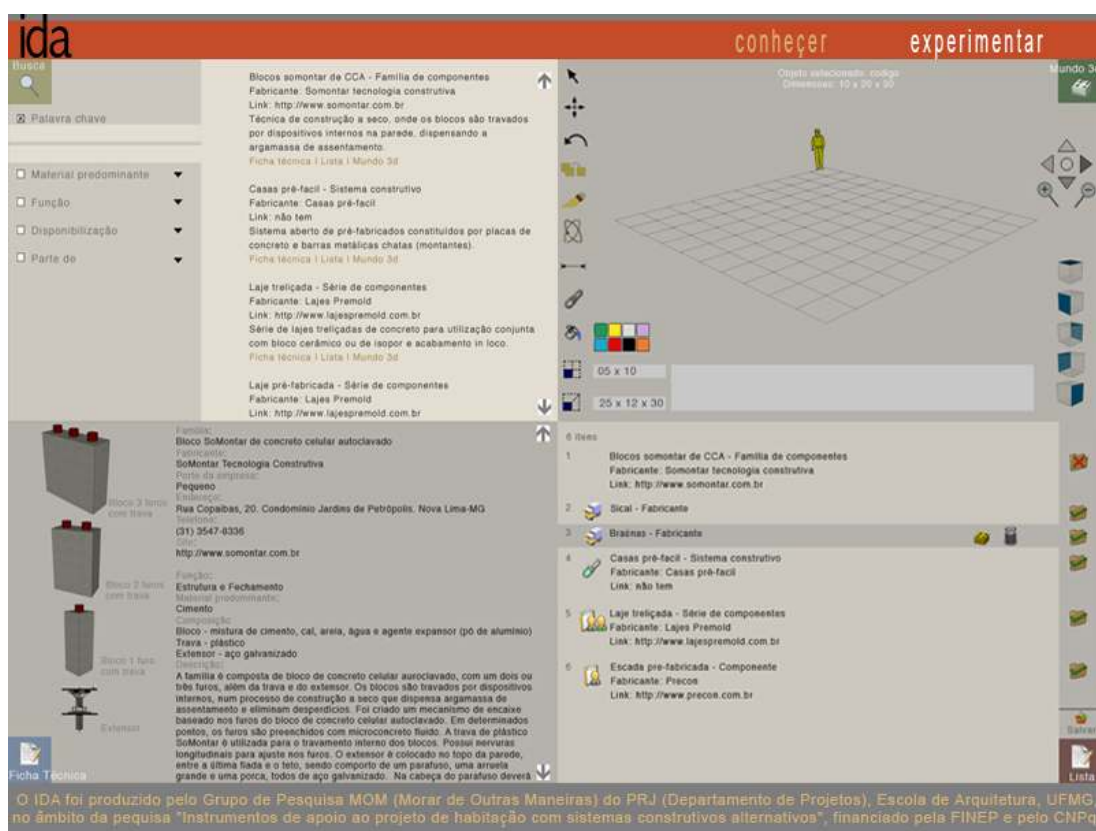 ida
conheçer
experimentar
Busca
Palavra chave
Material predominante
Função
Disponibilização
Parte de
Blocos somontar de CCA - Família de componentes
Fabricante: Somontar tecnologia construtiva
Link: http://www.somontar.com.br
Técnica de construção a seco, onde os blocos são travados
por dispositivos internos na parede, dispensando a
argamassa de assentamento.
Ficha técnica I Lista I Mundo 3d
Casas pré-facil - Sistema construtivo
Fabricante: Casas pré-facil
Link: não tem
Sistema aberto de pré-fabricados constituídos por placas de
concreto e barras metálicas chatas (montantes).
Ficha técnica I Lista I Mundo 3d
Laje treliçada - Série de componentes
Fabricante: Lajes Premold
Link: http://www.lajespremold.com.br
Série de lajes treliçadas de concreto para utilização conjunta
com bloco cerâmico ou de isopor e acabamento in loco.
Ficha técnica I Lista I Mundo 3d
Laje pré-fabricada - Série de componentes
Fabricante: Lajes Premold
Link: http://www.lajespremold.com.br
Objeto selecionado: codigo
Dimensoes: 10 x 20 x 30
Mundo 3d
05 x 10
25 x 12 x 30
Bloco 3 furos
com trava
Bloco 2 furos
com trava
Bloco 1 furo
com trava
Extensor
Ficha Técnica
Família:
Bloco SoMontar de concreto celular autoclavado
Fabricante:
SoMontar Tecnologia Construtiva
Porte da empresa:
Pequeno
Endereço:
Rua Copaíbas, 20. Condomínio Jardins de Petrópolis. Nova Lima-MG
Telefone:
(31) 3547-8336
Site:
http://www.somontar.com.br
Função:
Estrutura e Fechamento
Material predominante:
Cimento
Composição:
Bloco - mistura de cimento, cal, areia, água e agente expansor (pó de alumínio)
Trava - plástico
Extensor - aço galvanizado
Descrição:
A família é composta de bloco de concreto celular auroclavado, com um dois ou
três furos, além da trava e do extensor. Os blocos são travados por dispositivos
internos, num processo de construção a seco que dispensa argamassa de
assentamento e eliminam desperdícios. Foi criado um mecanismo de encaixe
baseado nos furos do bloco de concreto celular autoclavado. Em determinados
pontos, os furos são preenchidos com microconcreto fluido. A trava de plástico
SoMontar é utilizada para o travamento interno dos blocos. Possui nervuras
longitudinais para ajuste nos furos. O extensor é colocado no topo da parede,
entre a última fiada e o teto, sendo comporto de um parafuso, uma arruela
grande e uma porca, todos de aço galvanizado. Na cabeça do parafuso deverá
6 itens
1 Blocos somontar de CCA - Família de componentes
Fabricante: Somontar tecnologia construtiva
Link: http://www.somontar.com.br
2 Sical - Fabricante
3 Braúnas - Fabricante
4 Casas pré-facil - Sistema construtivo
Fabricante: Casas pré-facil
Link: não tem
5 Laje treliçada - Série de componentes
Fabricante: Lajes Premold
Link: http://www.lajespremold.com.br
6 Escada pre-fabricada - Componente
Fabricante: Precon
Link: http://www.precon.com.br
Salvar
Lista
O IDA foi produzido pelo Grupo de Pesquisa MOM (Morar de Outras Maneiras) do PRJ (Departamento de Projetos), Escola de Arquitetura, UFMG,
no âmbito da pequisa "Instrumentos de apoio ao projeto de habitação com sistemas construtivos alternativos", financiado pela FINEP e pelo CNPq